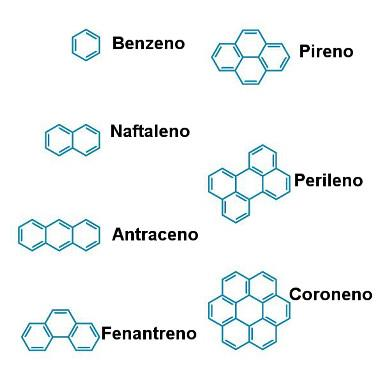 Benzeno
Pireno
Naftaleno
Perileno
Antraceno
Coroneno
Fenantreno